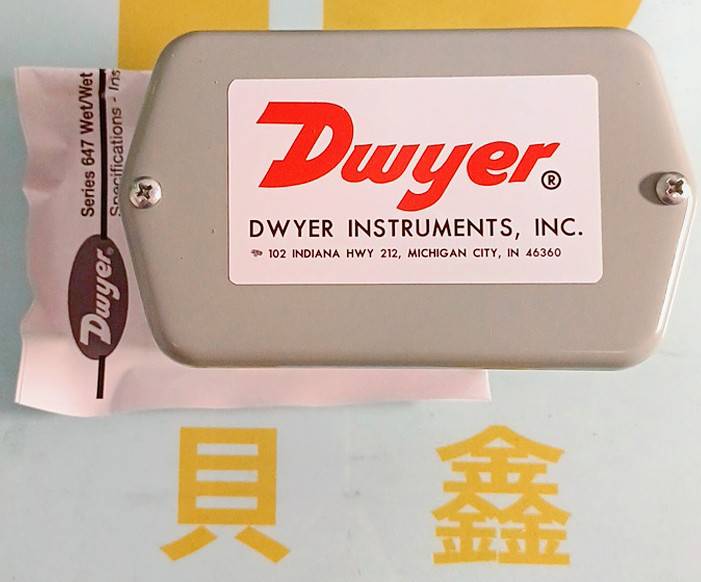 Dwyer®
DWYER INSTRUMENTS, INC.
102 INDIANA HWY 212, MICHIGAN CITY, IN 46360
Series 647 Wet/Wet
Specifications - Ins
Dwyer®
貝鑫